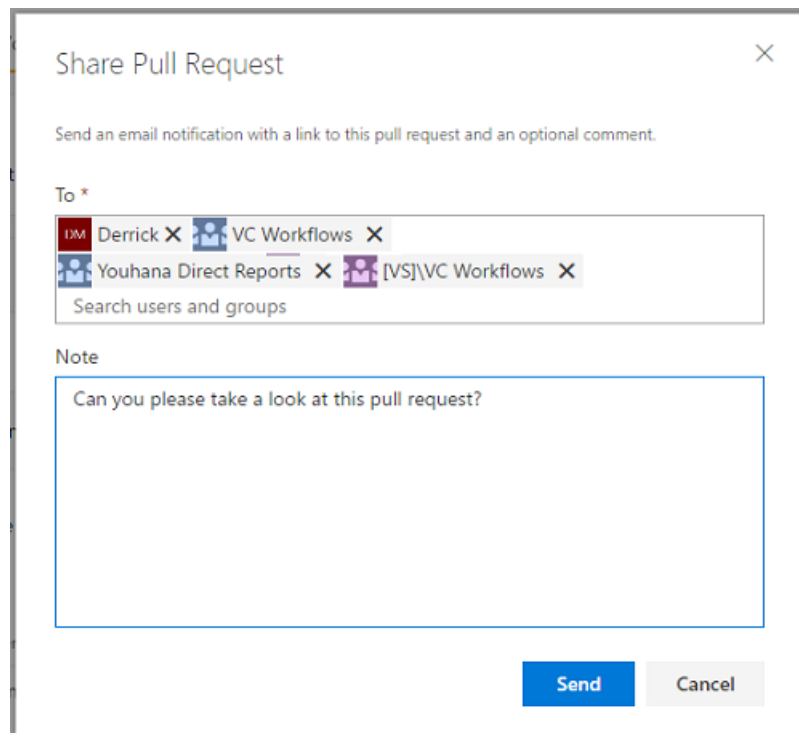 Share Pull Request
Send an email notification with a link to this pull request and an optional comment.
To *
DM Derrick VC Workflows
Youhana Direct Reports [VS]\VC Workflows
Search users and groups
Note
Can you please take a look at this pull request?
Send Cancel